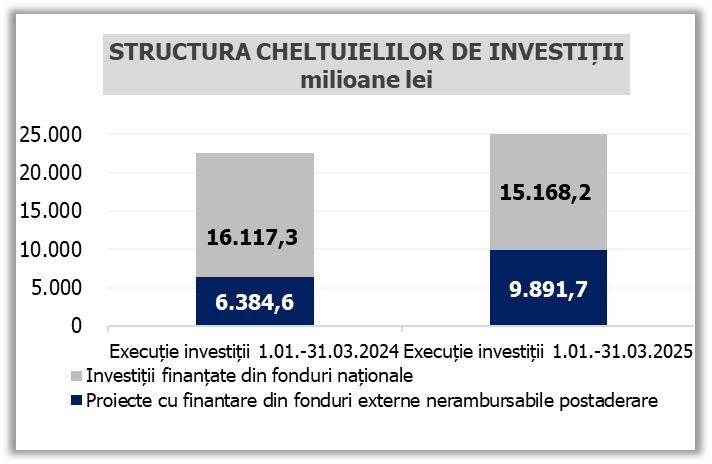 STRUCTURA CHELTUIELILOR DE INVESTIȚII
milioane lei
25.000
20.000
15.000
10.000
5.000
0
16.117,3
6.384,6
15.168,2
9.891,7
Execuție investiții 1.01.-31.03.2024
Execuție investiții 1.01.-31.03.2025
Investiții finanțate din fonduri naționale
Proiecte cu finantare din fonduri externe nerambursabile postaderare